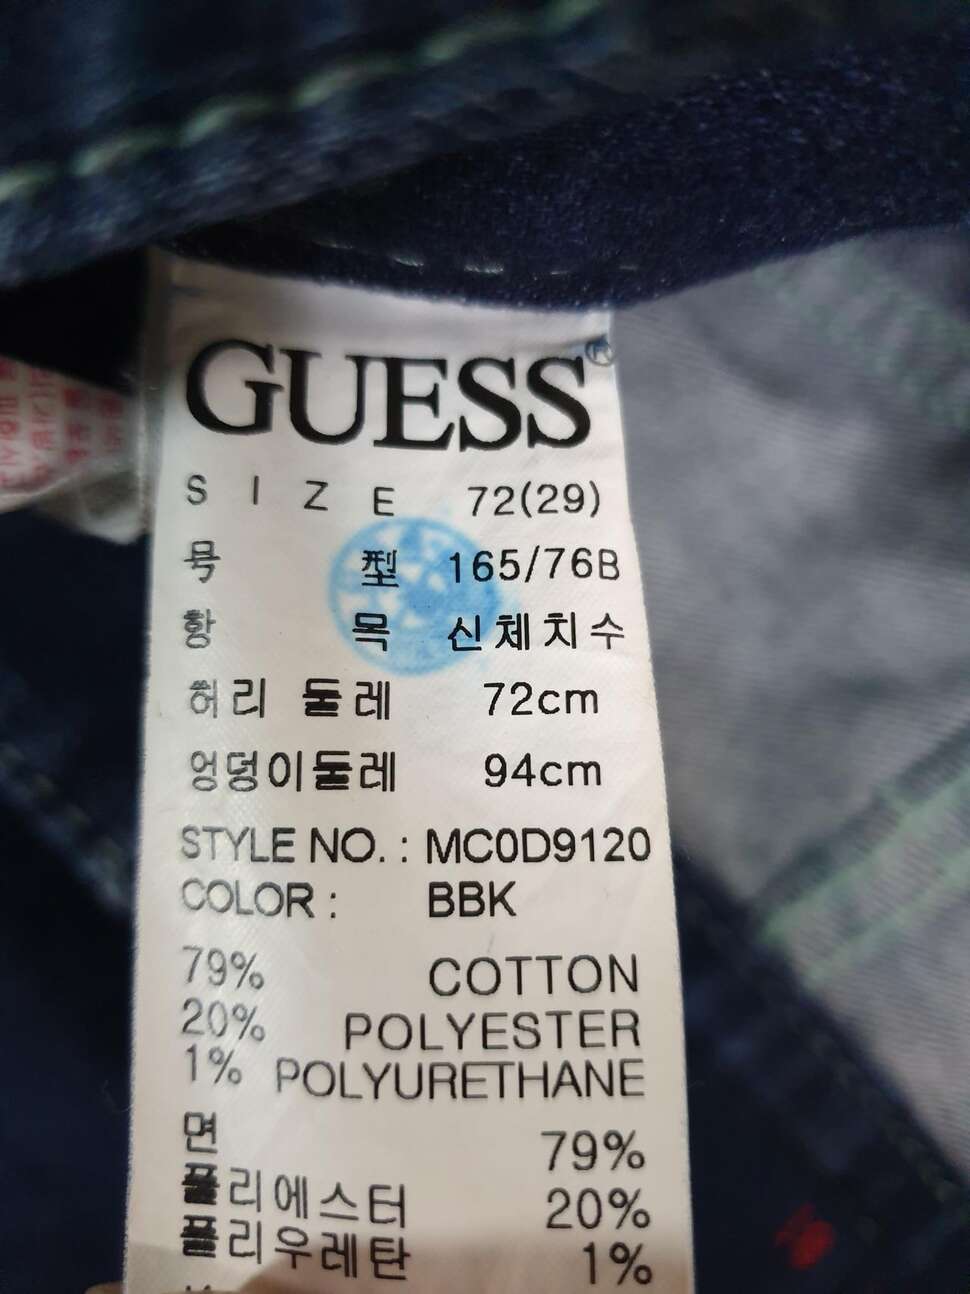 GUESS®
SIZE 72(29)
号 型 165/76B
항 목 신체치수
허리 둘레 72cm
엉덩이둘레 94cm
STYLE NO. : MC0D9120
COLOR : BBK
79% COTTON
20% POLYESTER
1% POLYURETHANE
면 79%
폴리에스터 20%
폴리우레탄 1%